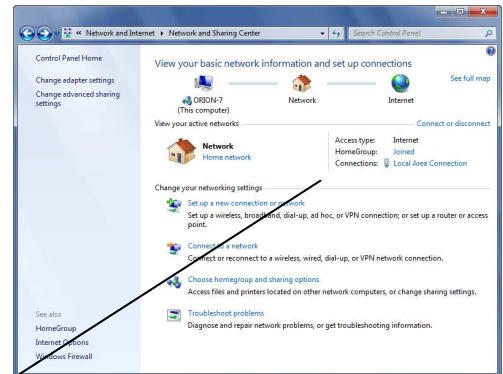 « Network and Internet ▸ Network and Sharing Center
Search Control Panel
Control Panel Home
Change adapter settings
Change advanced sharing
settings
View your basic network information and set up connections
See full map
ORION-7
(This computer)
Network
Internet
View your active networks
Connect or disconnect
Network
Home network
Access type: Internet
HomeGroup: Joined
Connections: Local Area Connection
Change your networking settings
Set up a new connection or network
Set up a wireless, broadband, dial-up, ad hoc, or VPN connection; or set up a router or access
point.
Connect to a network
Connect or reconnect to a wireless, wired, dial-up, or VPN network connection.
Choose homegroup and sharing options
Access files and printers located on other network computers, or change sharing settings.
Troubleshoot problems
Diagnose and repair network problems, or get troubleshooting information.
See also
HomeGroup
Internet Options
Windows Firewall